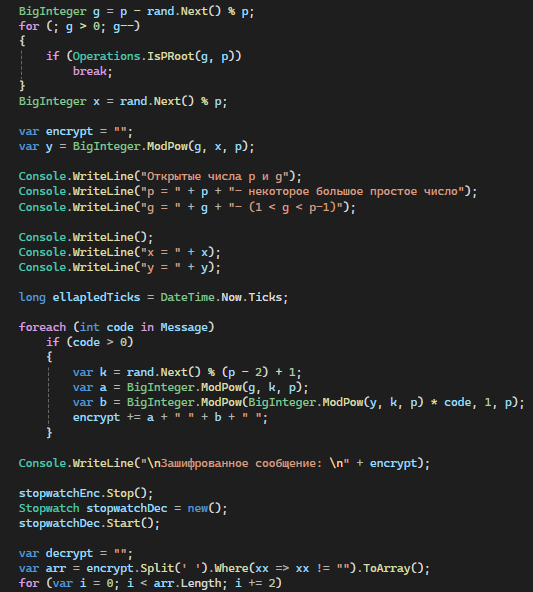 BigInteger g = p - rand.Next() % p;
for (; g > 0; g--)
{
    if (Operations.IsPRoot(g, p))
        break;
}
BigInteger x = rand.Next() % p;

var encrypt = "";
var y = BigInteger.ModPow(g, x, p);

Console.WriteLine("Открытые числа p и g");
Console.WriteLine("p = " + p + "- некоторое большое простое число");
Console.WriteLine("g = " + g + "- (1 < g < p-1)");

Console.WriteLine();
Console.WriteLine("x = " + x);
Console.WriteLine("y = " + y);

long ellapledTicks = DateTime.Now.Ticks;

foreach (int code in Message)
    if (code > 0)
    {
        var k = rand.Next() % (p - 2) + 1;
        var a = BigInteger.ModPow(g, k, p);
        var b = BigInteger.ModPow(BigInteger.ModPow(y, k, p) * code, 1, p);
        encrypt += a + " " + b + " ";
    }

Console.WriteLine("\nЗашифрованное сообщение: \n" + encrypt);

stopwatchEnc.Stop();
Stopwatch stopwatchDec = new();
stopwatchDec.Start();

var decrypt = "";
var arr = encrypt.Split(' ').Where(xx => xx != "").ToArray();
for (var i = 0; i < arr.Length; i += 2)